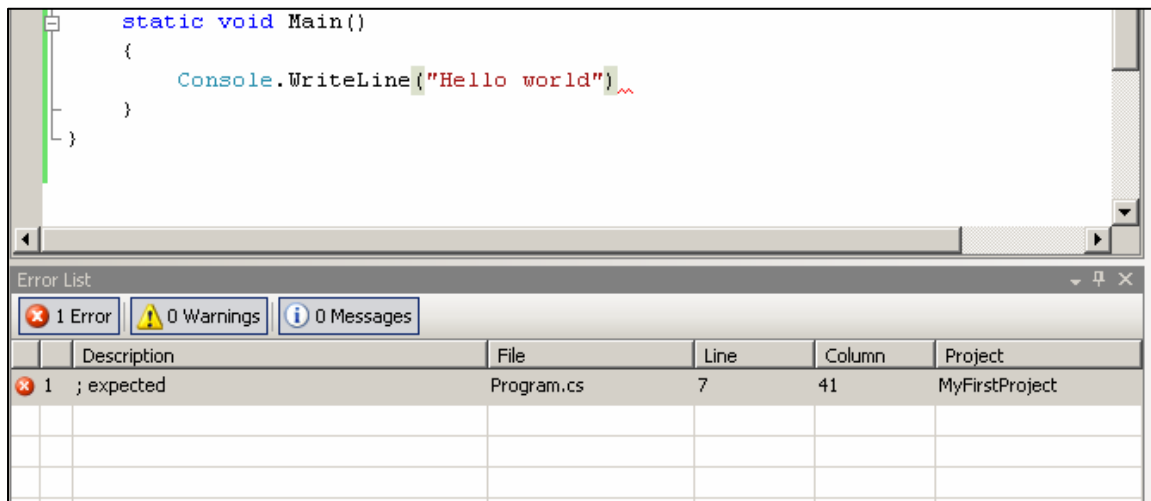 static void Main()
{
Console.WriteLine("Hello world")
}
}
Error List
1 Error 0 Warnings 0 Messages
Description File Line Column Project
1 ; expected Program.cs 7 41 MyFirstProject